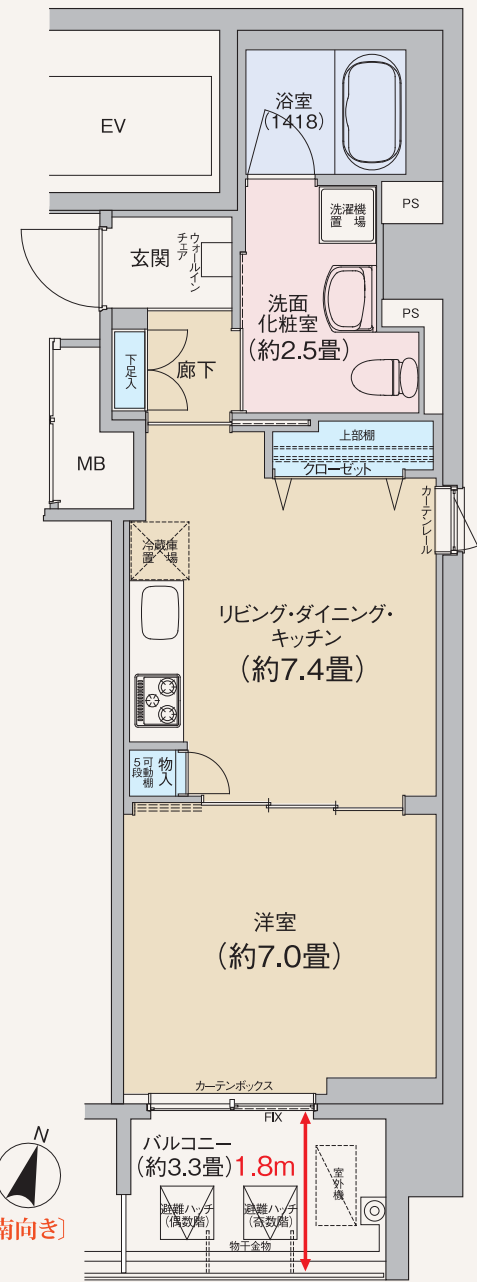 EV
浴室
(1418)
洗濯機
置場
PS
玄関
ウォールイン
チェア
洗面
化粧室
(約2.5畳)
PS
下足入
廊下
MB
上部棚
クローゼット
カーテンレール
冷蔵庫
置場
リビング・ダイニング・
キッチン
(約7.4畳)
物入
可動棚
5段
洋室
(約7.0畳)
カーテンボックス
FIX
バルコニー
(約3.3畳)
1.8m
室外機
避難ハッチ
(偶数階)
避難ハッチ
(奇数階)
物干金物
N
南向き〕